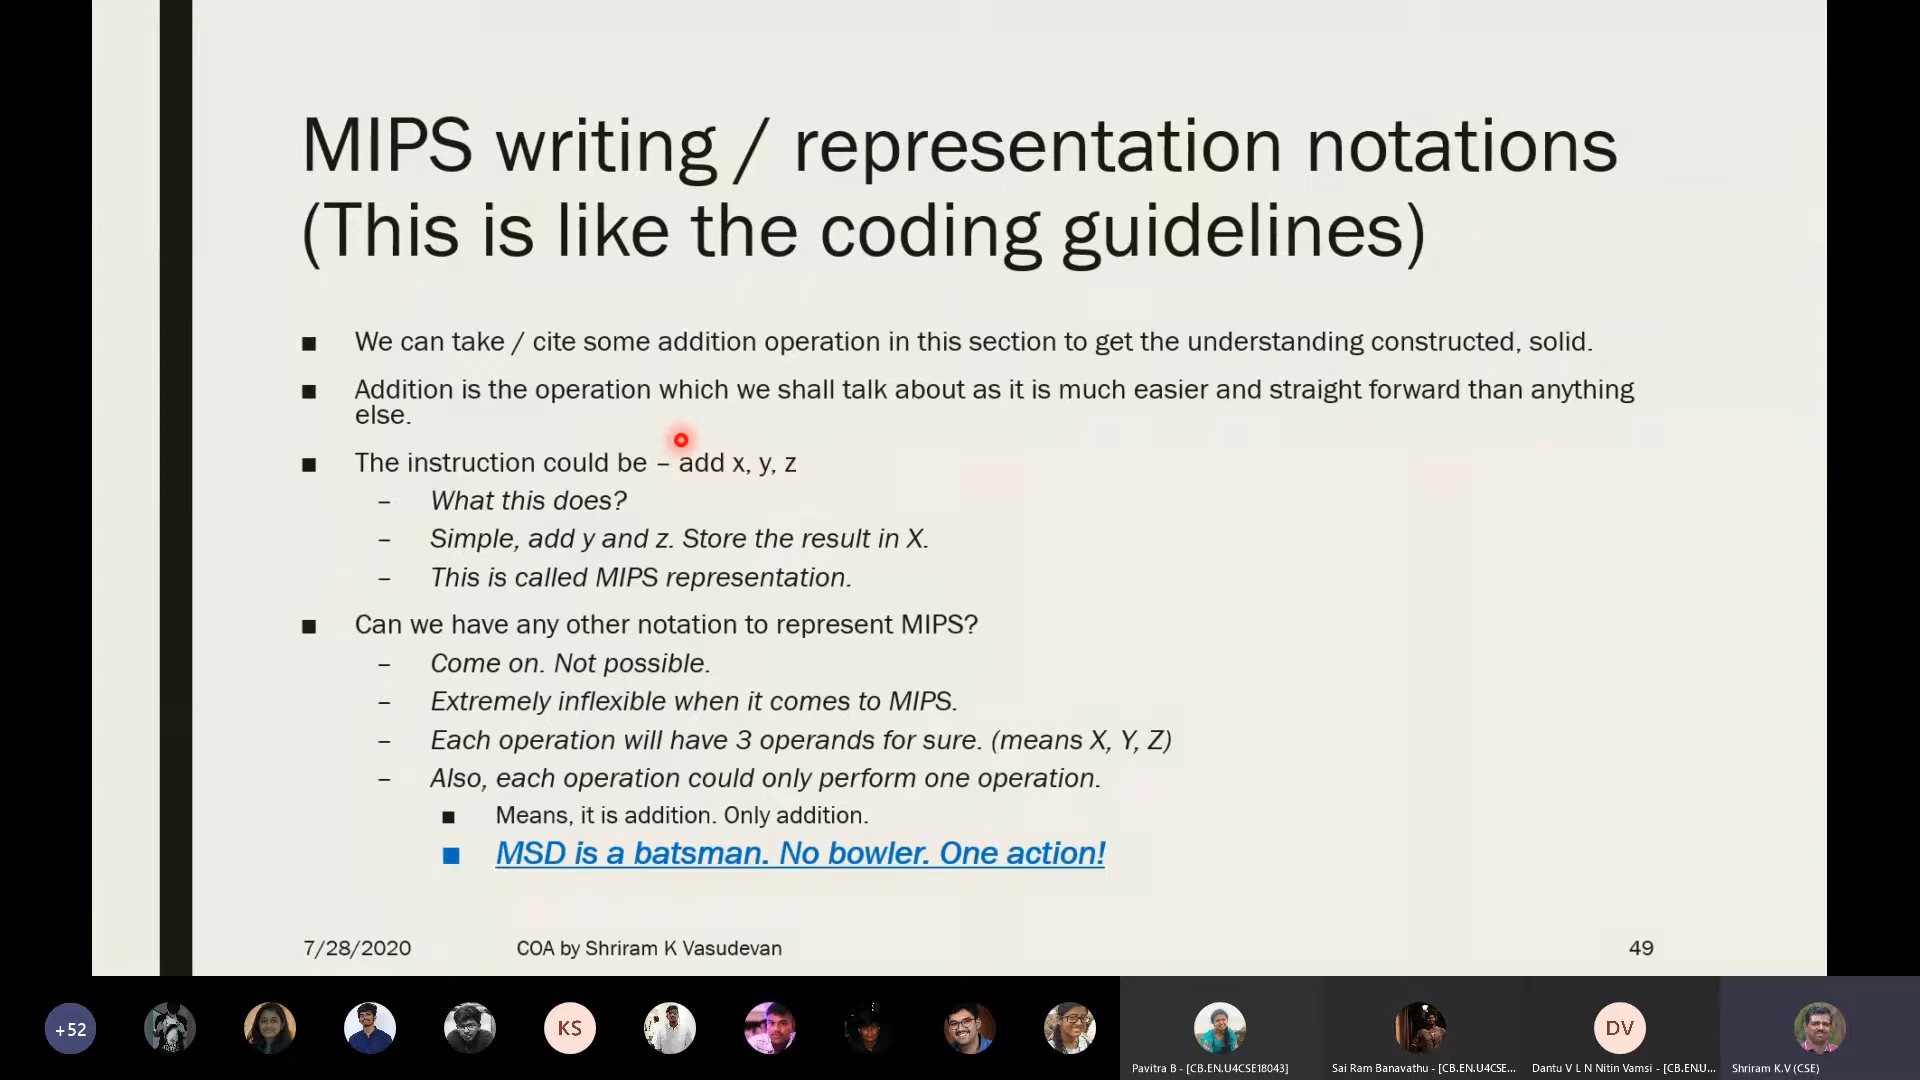 MIPS writing / representation notations
(This is like the coding guidelines)
■ We can take / cite some addition operation in this section to get the understanding constructed, solid.
■ Addition is the operation which we shall talk about as it is much easier and straight forward than anything
else.
■ The instruction could be – add x, y, z
– What this does?
– Simple, add y and z. Store the result in X.
– This is called MIPS representation.
■ Can we have any other notation to represent MIPS?
– Come on. Not possible.
– Extremely inflexible when it comes to MIPS.
– Each operation will have 3 operands for sure. (means X, Y, Z)
– Also, each operation could only perform one operation.
■ Means, it is addition. Only addition.
■ MSD is a batsman. No bowler. One action!
7/28/2020 COA by Shriram K Vasudevan 49
+52 KS DV
Pavitra B - [CB.EN.U4CSE18043] Sai Ram Banavathu - [CB.EN.U4CSE... Dantu V L N Nitin Vamsi - [CB.EN.U... Shriram K.V (CSE)